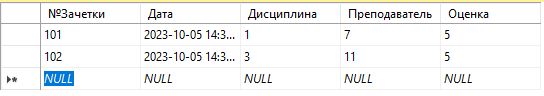 №Зачетки Дата Дисциплина Преподаватель Оценка
101 2023-10-05 14:3... 1 7 5
102 2023-10-05 14:3... 3 11 5
NULL NULL NULL NULL NULL